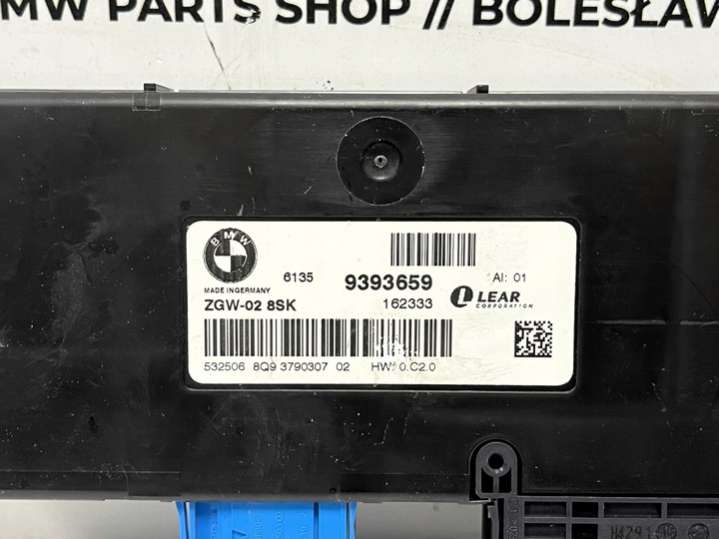 MW PARTS SHOP // BOLESŁAW
BMW
6135 9393659 AI: 01
MADE IN GERMANY
ZGW-02 8SK 162333 LEAR
CORPORATION
532506 8Q9 3790307 02 HW: 0.C2.0